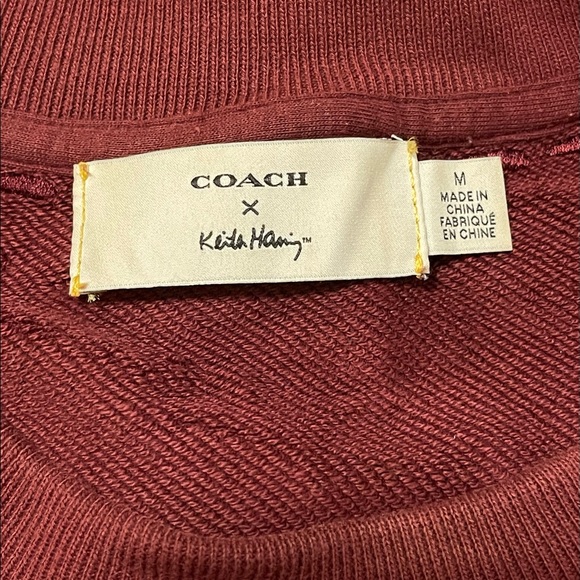 COACH
×
Keith Haring™
M
MADE IN
CHINA
FABRIQUÉ
EN CHINE